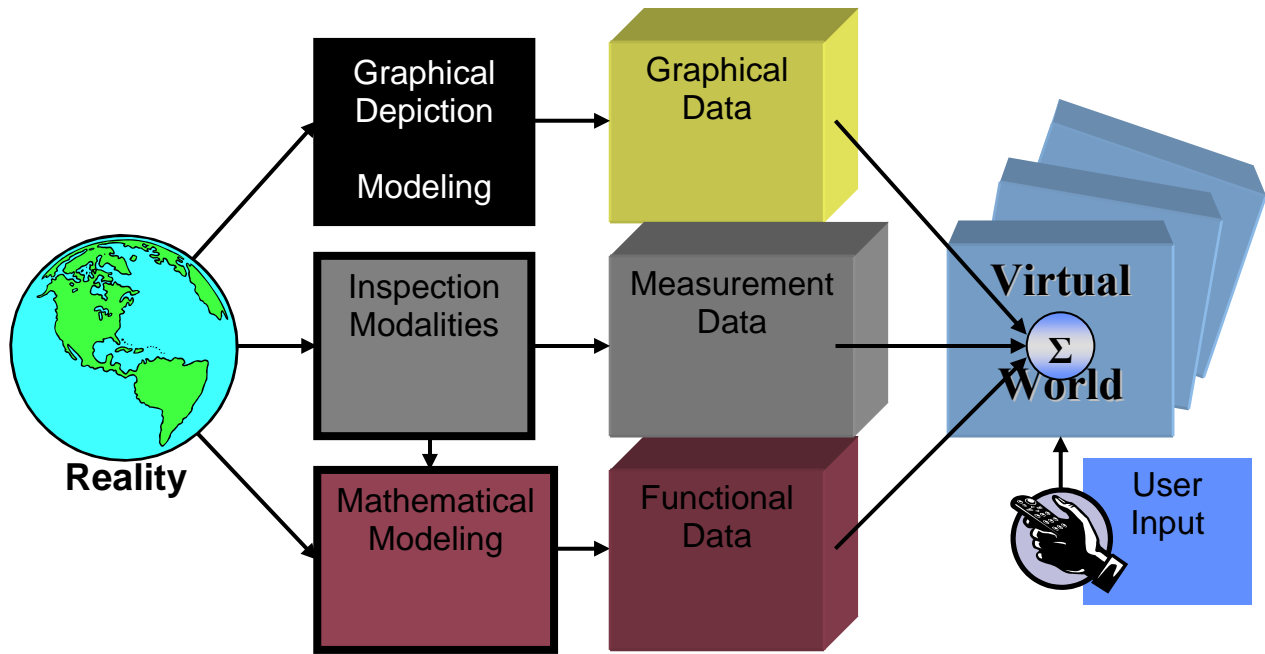 Graphical
Depiction
Modeling
Graphical
Data
Inspection
Modalities
Measurement
Data
Virtual
Σ
World
Reality
Mathematical
Modeling
Functional
Data
User
Input